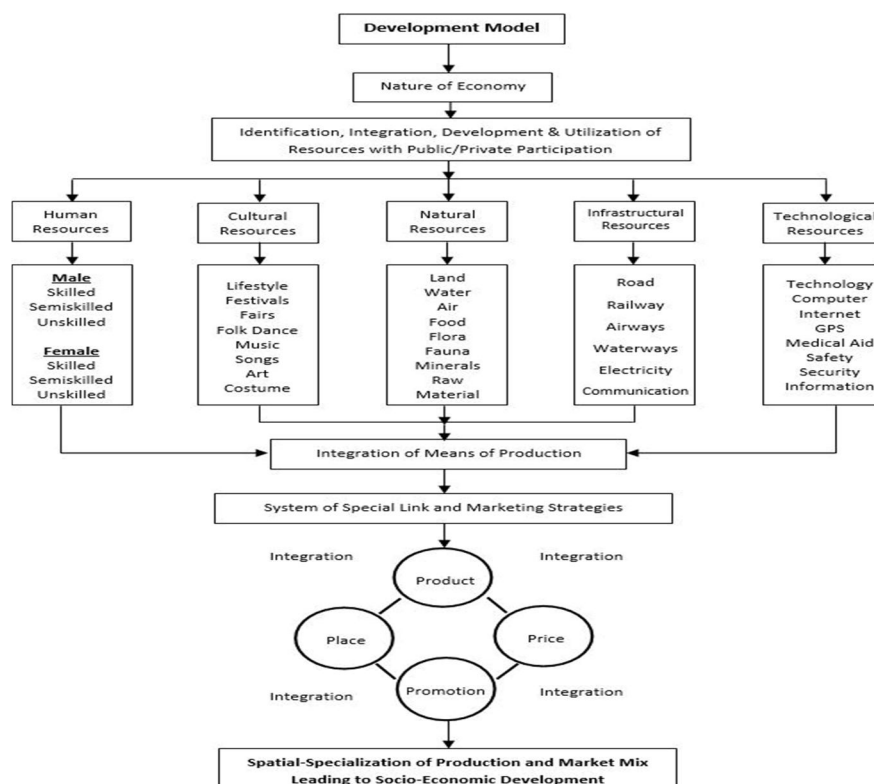 Development Model
Nature of Economy
Identification, Integration, Development & Utilization of
Resources with Public/Private Participation
Human
Resources
Cultural
Resources
Natural
Resources
Infrastructural
Resources
Technological
Resources
Male
Skilled
Semiskilled
Unskilled
Female
Skilled
Semiskilled
Unskilled
Lifestyle
Festivals
Fairs
Folk Dance
Music
Songs
Art
Costume
Land
Water
Air
Food
Flora
Fauna
Minerals
Raw
Material
Road
Railway
Airways
Waterways
Electricity
Communication
Technology
Computer
Internet
GPS
Medical Aid
Safety
Security
Information
Integration of Means of Production
System of Special Link and Marketing Strategies
Integration
Integration
Product
Place
Price
Promotion
Integration
Integration
Spatial-Specialization of Production and Market Mix
Leading to Socio-Economic Development